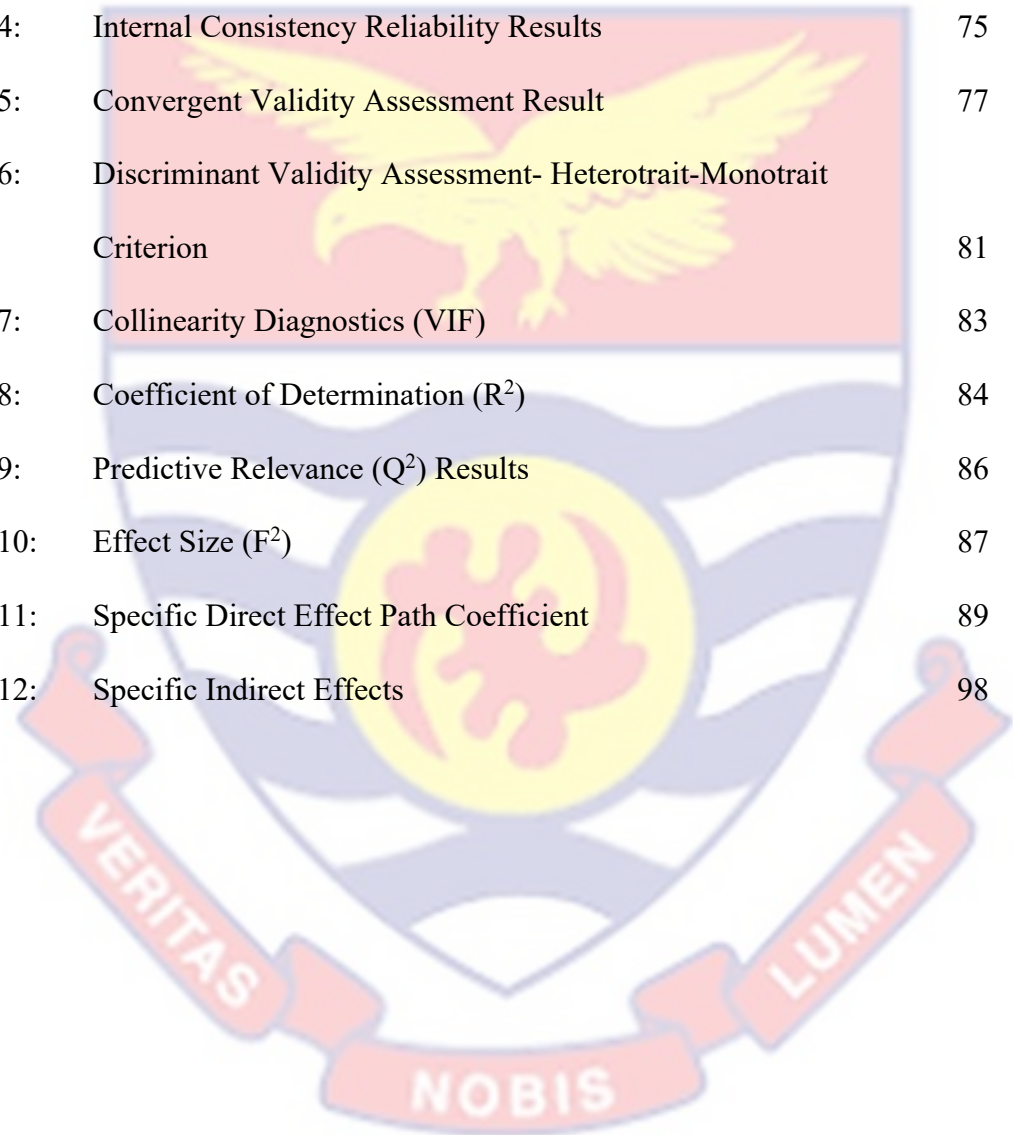 4: Internal Consistency Reliability Results 75
5: Convergent Validity Assessment Result 77
6: Discriminant Validity Assessment- Heterotrait-Monotrait
Criterion 81
7: Collinearity Diagnostics (VIF) 83
8: Coefficient of Determination (R²) 84
9: Predictive Relevance (Q²) Results 86
10: Effect Size (F²) 87
11: Specific Direct Effect Path Coefficient 89
12: Specific Indirect Effects 98
VERITAS
NOBIS
LUMEN